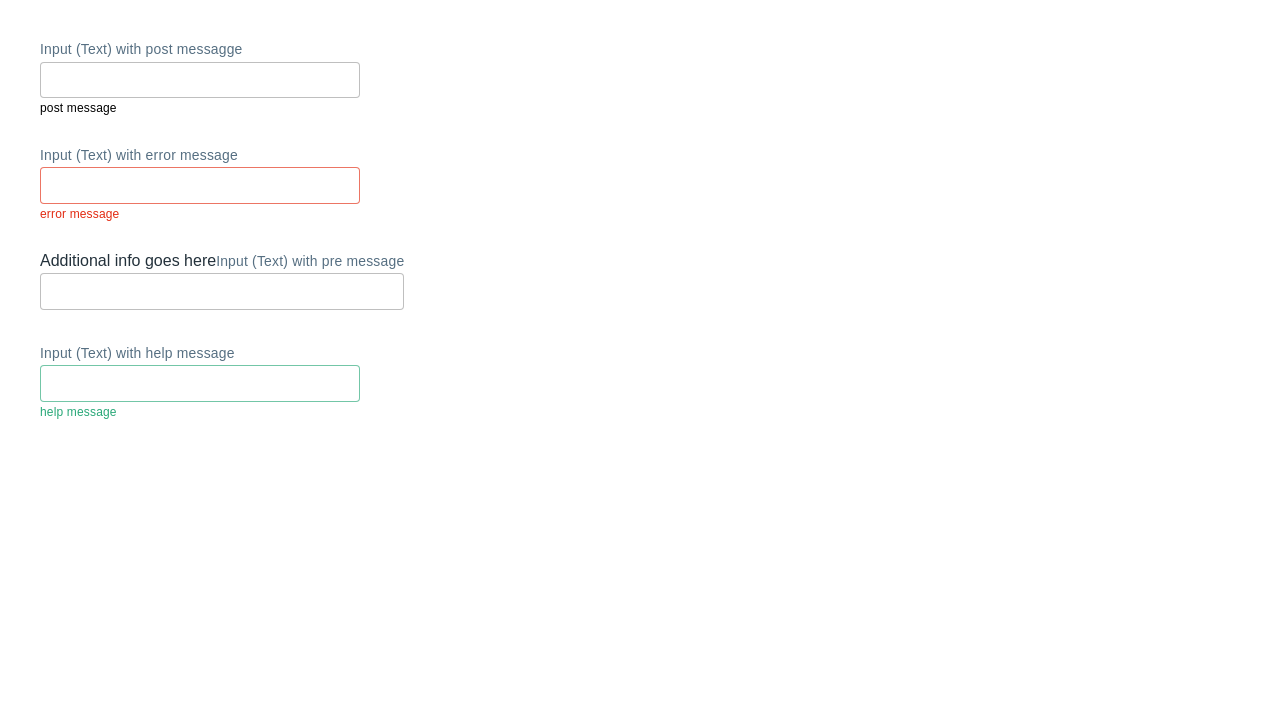 Input (Text) with post messagge
post message
Input (Text) with error message
error message
Additional info goes hereInput (Text) with pre message
Input (Text) with help message
help message